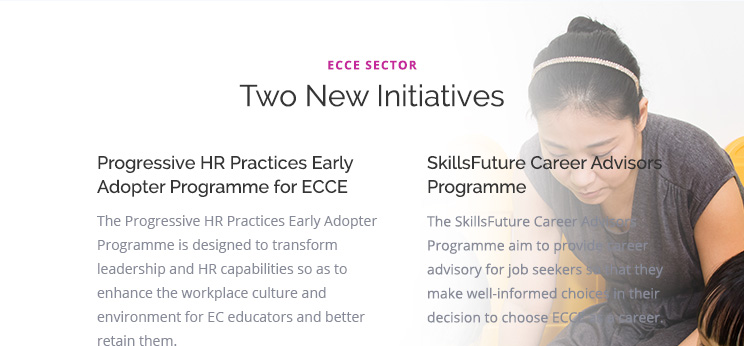 ECCE SECTOR
Two New Initiatives
Progressive HR Practices Early
Adopter Programme for ECCE
The Progressive HR Practices Early Adopter
Programme is designed to transform
leadership and HR capabilities so as to
enhance the workplace culture and
environment for EC educators and better
retain them.
SkillsFuture Career Advisors
Programme
The SkillsFuture Career Advisors
Programme aim to provide career
advisory for job seekers so that they
make well-informed choices in their
decision to choose ECCE as a career.